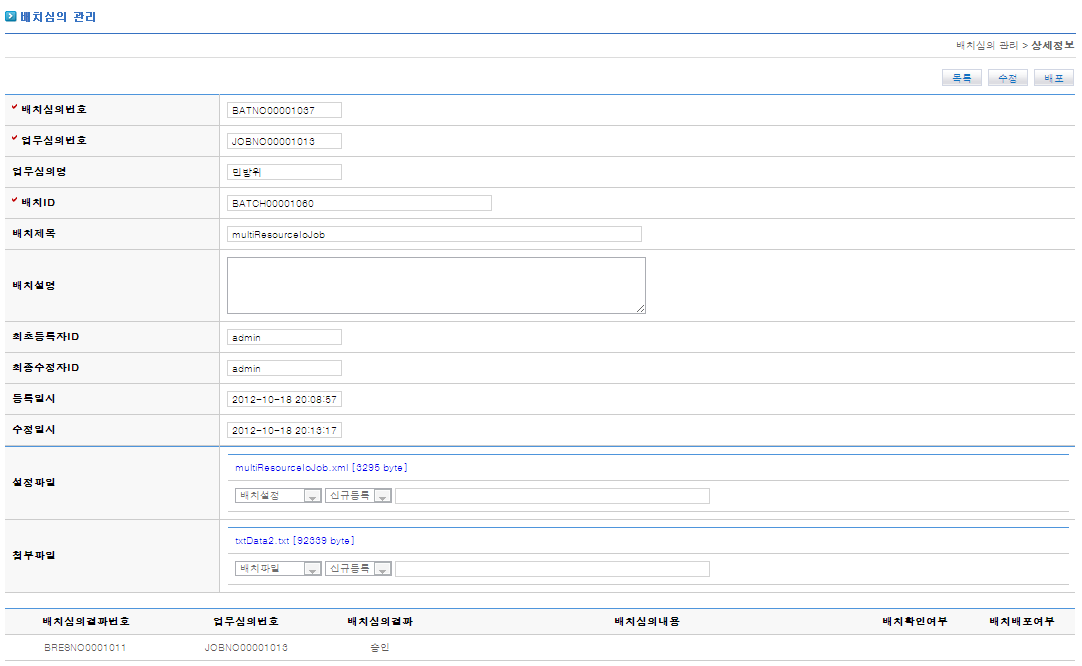 배치심의 관리
배치심의 관리 > 상세정보
목록 수정 배포
배치심의번호 BATNO00001037
업무심의번호 JOBNO00001013
업무심의명 민방위
배치ID BATCH00001060
배치제목 multiResourceIoJob
배치설명
최초등록자ID admin
최종수정자ID admin
등록일시 2012-10-18 20:08:57
수정일시 2012-10-18 20:13:17
multiResourceIoJob.xml [3295 byte]
설정파일
배치설정 신규등록
txtData2.txt [92339 byte]
첨부파일
배치파일 신규등록
배치심의결과번호 업무심의번호 배치심의결과 배치심의내용 배치확인여부 배치배포여부
BRESNO0001011 JOBNO00001013 승인